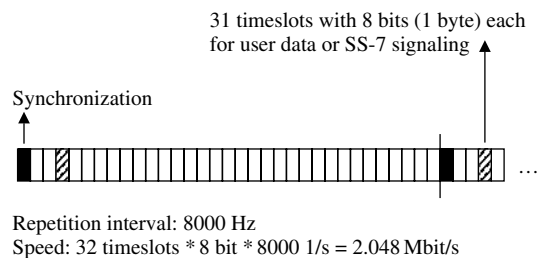 31 timeslots with 8 bits (1 byte) each
for user data or SS-7 signaling
Synchronization
...
Repetition interval: 8000 Hz
Speed: 32 timeslots * 8 bit * 8000 1/s = 2.048 Mbit/s